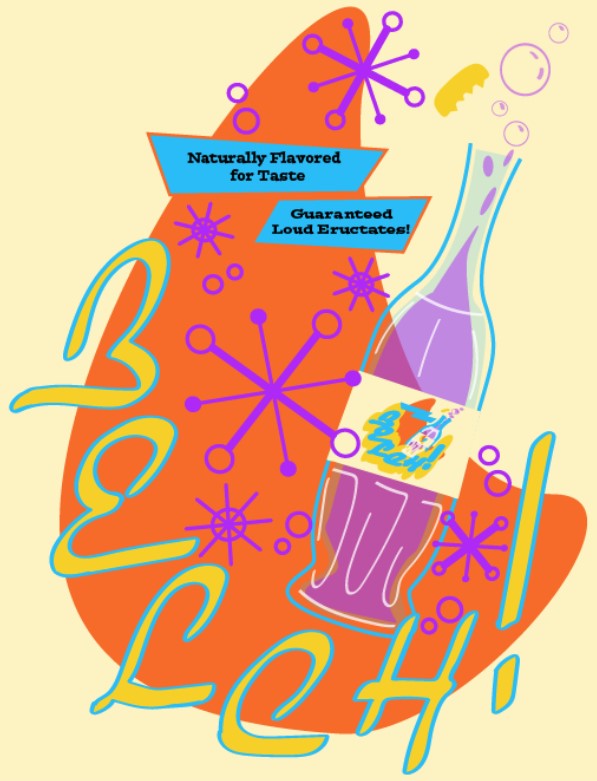 Naturally Flavored
for Taste
Guaranteed
Loud Eructates!
BELCH!